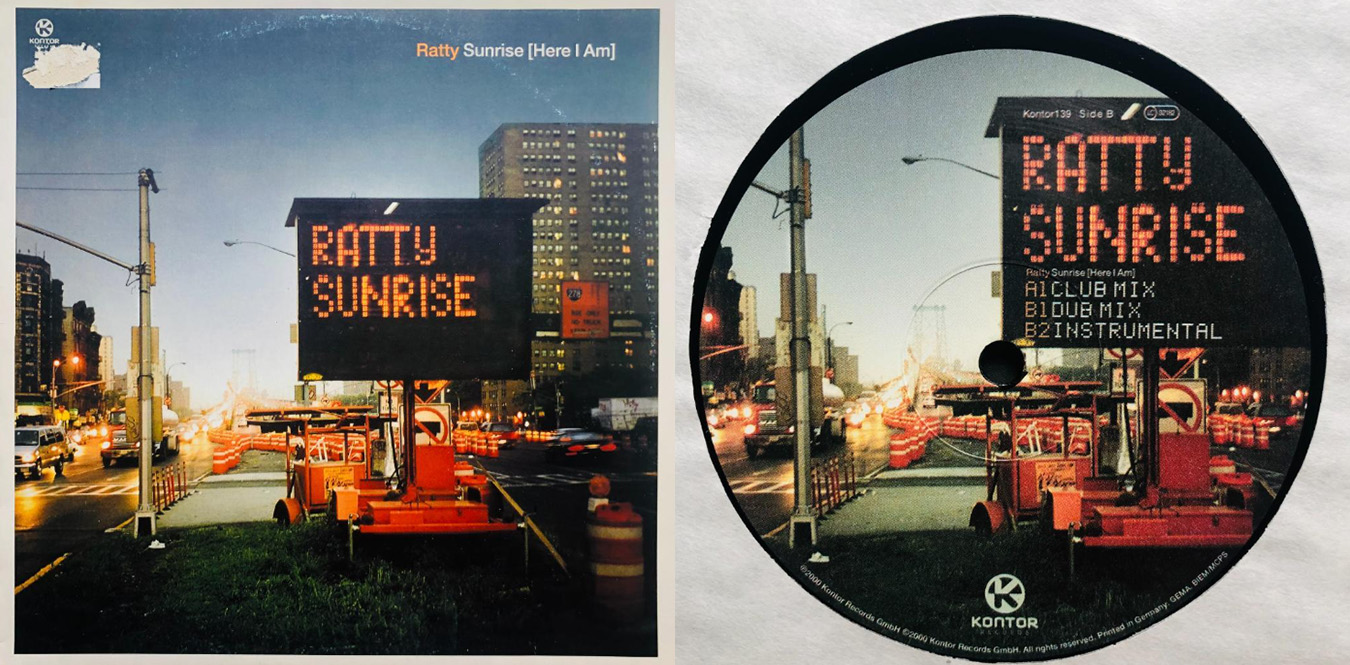 KONTOR
Ratty Sunrise [Here I Am]
RATTY
SUNRISE
278
Kontor139 Side B
LC
RATTY
SUNRISE
Ratty Sunrise [Here I Am]
A1 CLUB MIX
B1 DUB MIX
B2 INSTRUMENTAL
KONTOR
RECORDS
℗2000 Kontor Records GmbH ©2000 Kontor Records GmbH. All rights reserved. Printed in Germany. GEMA. BIEM/MCPS